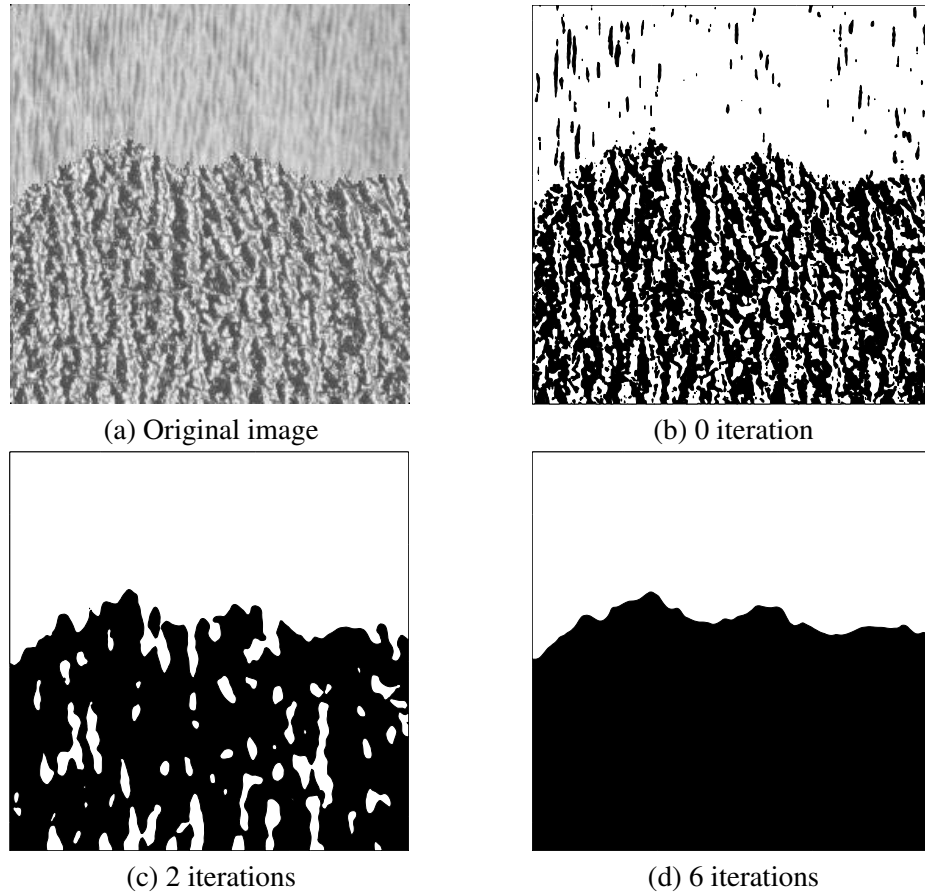 (a) Original image
(b) 0 iteration
(c) 2 iterations
(d) 6 iterations